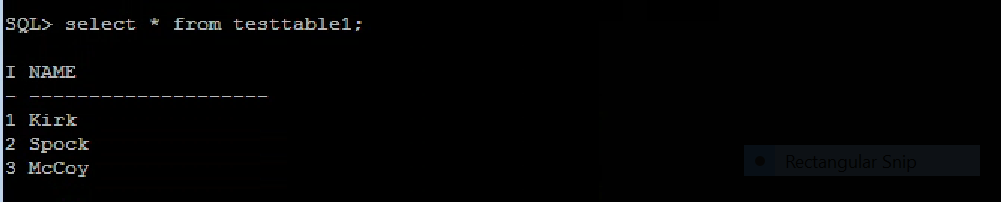 SQL> select * from testtable1;
I NAME
- --------------------
1 Kirk
2 Spock
3 McCoy
Rectangular Snip